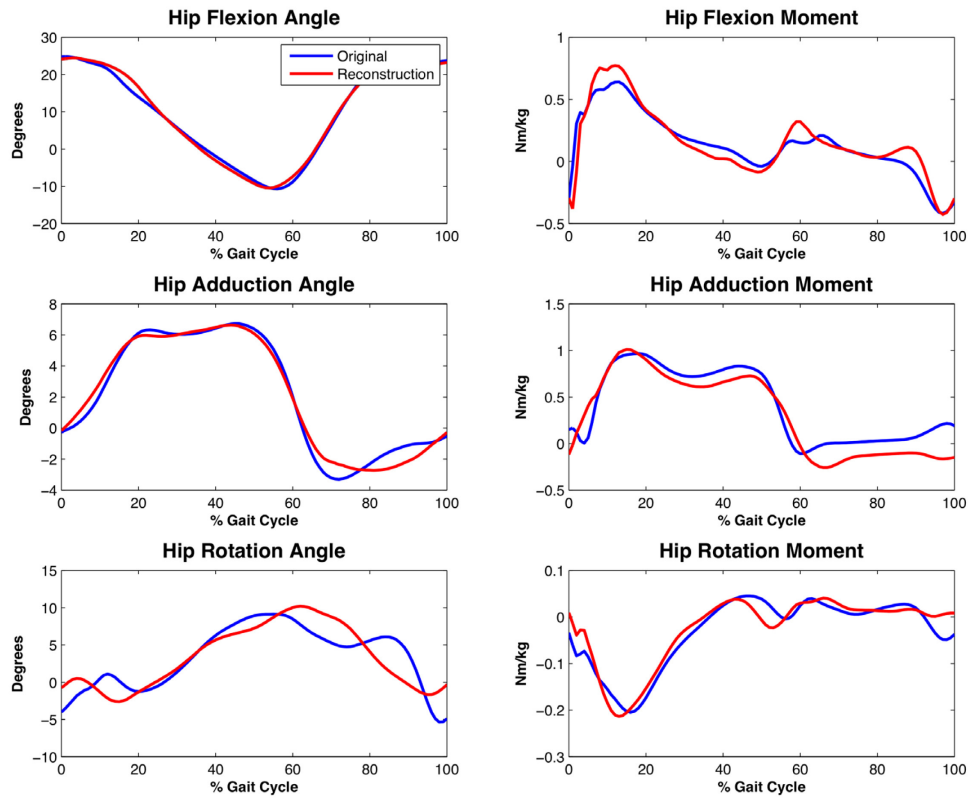 Hip Flexion Angle
30
20
10
0
−10
−20
Degrees
0 20 40 60 80 100
% Gait Cycle
Original
Reconstruction
Hip Flexion Moment
1
0.5
0
−0.5
Nm/kg
0 20 40 60 80 100
% Gait Cycle
Hip Adduction Angle
8
6
4
2
0
−2
−4
Degrees
0 20 40 60 80 100
% Gait Cycle
Hip Adduction Moment
1.5
1
0.5
0
−0.5
Nm/kg
0 20 40 60 80 100
% Gait Cycle
Hip Rotation Angle
15
10
5
0
−5
−10
Degrees
0 20 40 60 80 100
% Gait Cycle
Hip Rotation Moment
0.1
0
−0.1
−0.2
−0.3
Nm/kg
0 20 40 60 80 100
% Gait Cycle